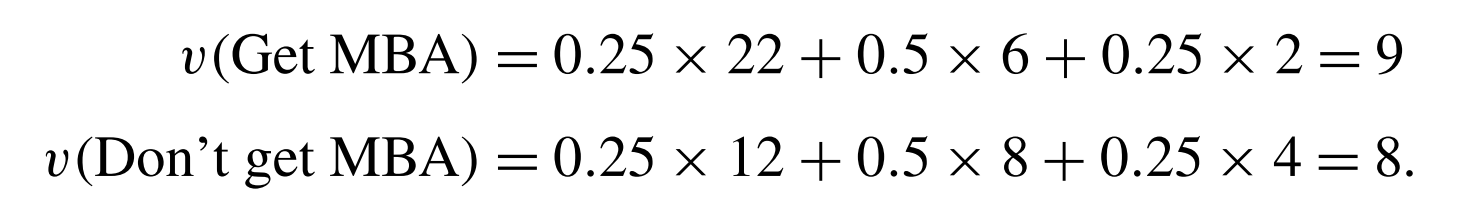 v(Get MBA) = 0.25 × 22 + 0.5 × 6 + 0.25 × 2 = 9
v(Don’t get MBA) = 0.25 × 12 + 0.5 × 8 + 0.25 × 4 = 8.